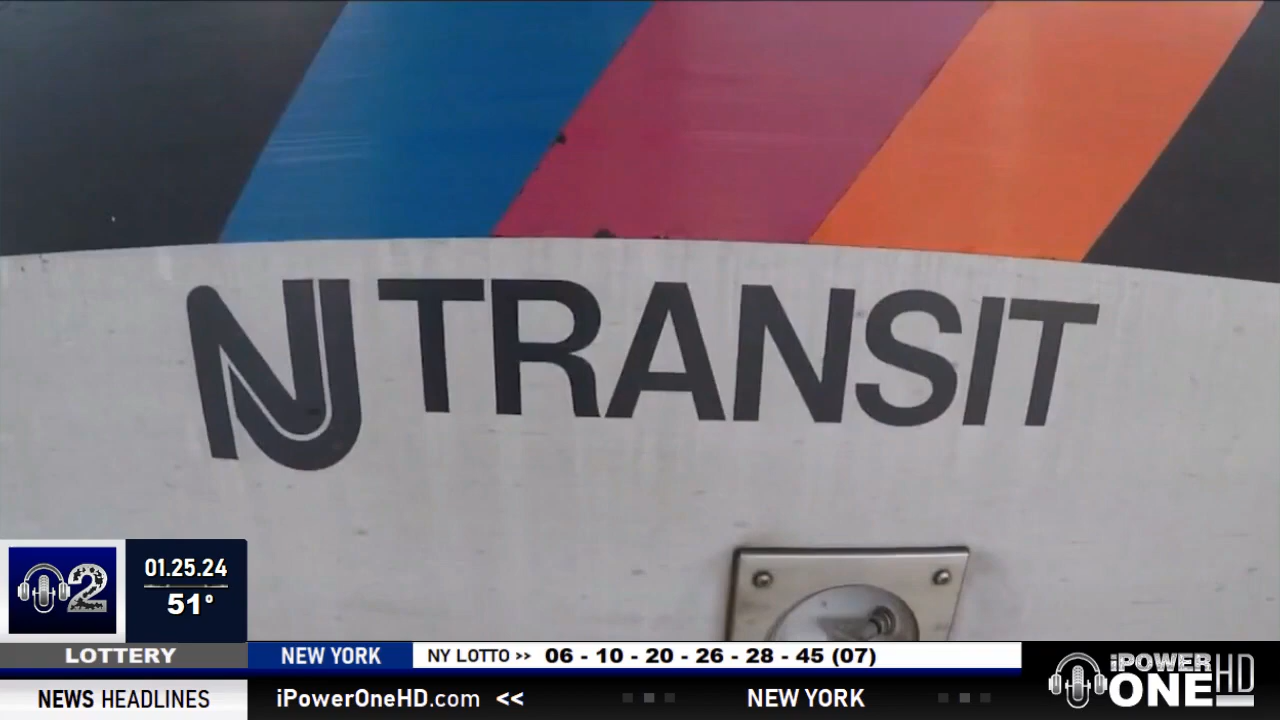 NJ TRANSIT
02
01.25.24
51°
LOTTERY
NEW YORK
NY LOTTO >> 06 - 10 - 20 - 26 - 28 - 45 (07)
NEWS HEADLINES
iPowerOneHD.com <<
NEW YORK
iPOWER
ONE HD